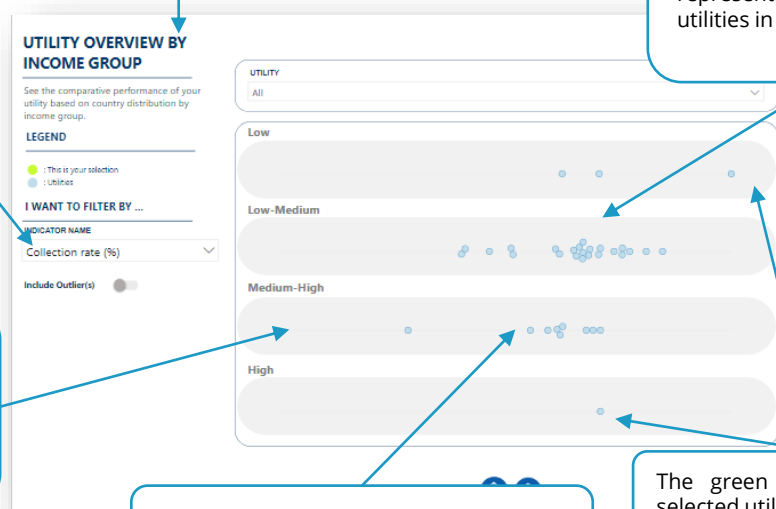 represent
utilities in
UTILITY OVERVIEW BY
INCOME GROUP
See the comparative performance of your
utility based on country distribution by
income group.
LEGEND
: This is your selection
: Utilities
I WANT TO FILTER BY ...
INDICATOR NAME
Collection rate (%)
Include Outlier(s)
UTILITY
All
Low
Low-Medium
Medium-High
High
The green
selected util